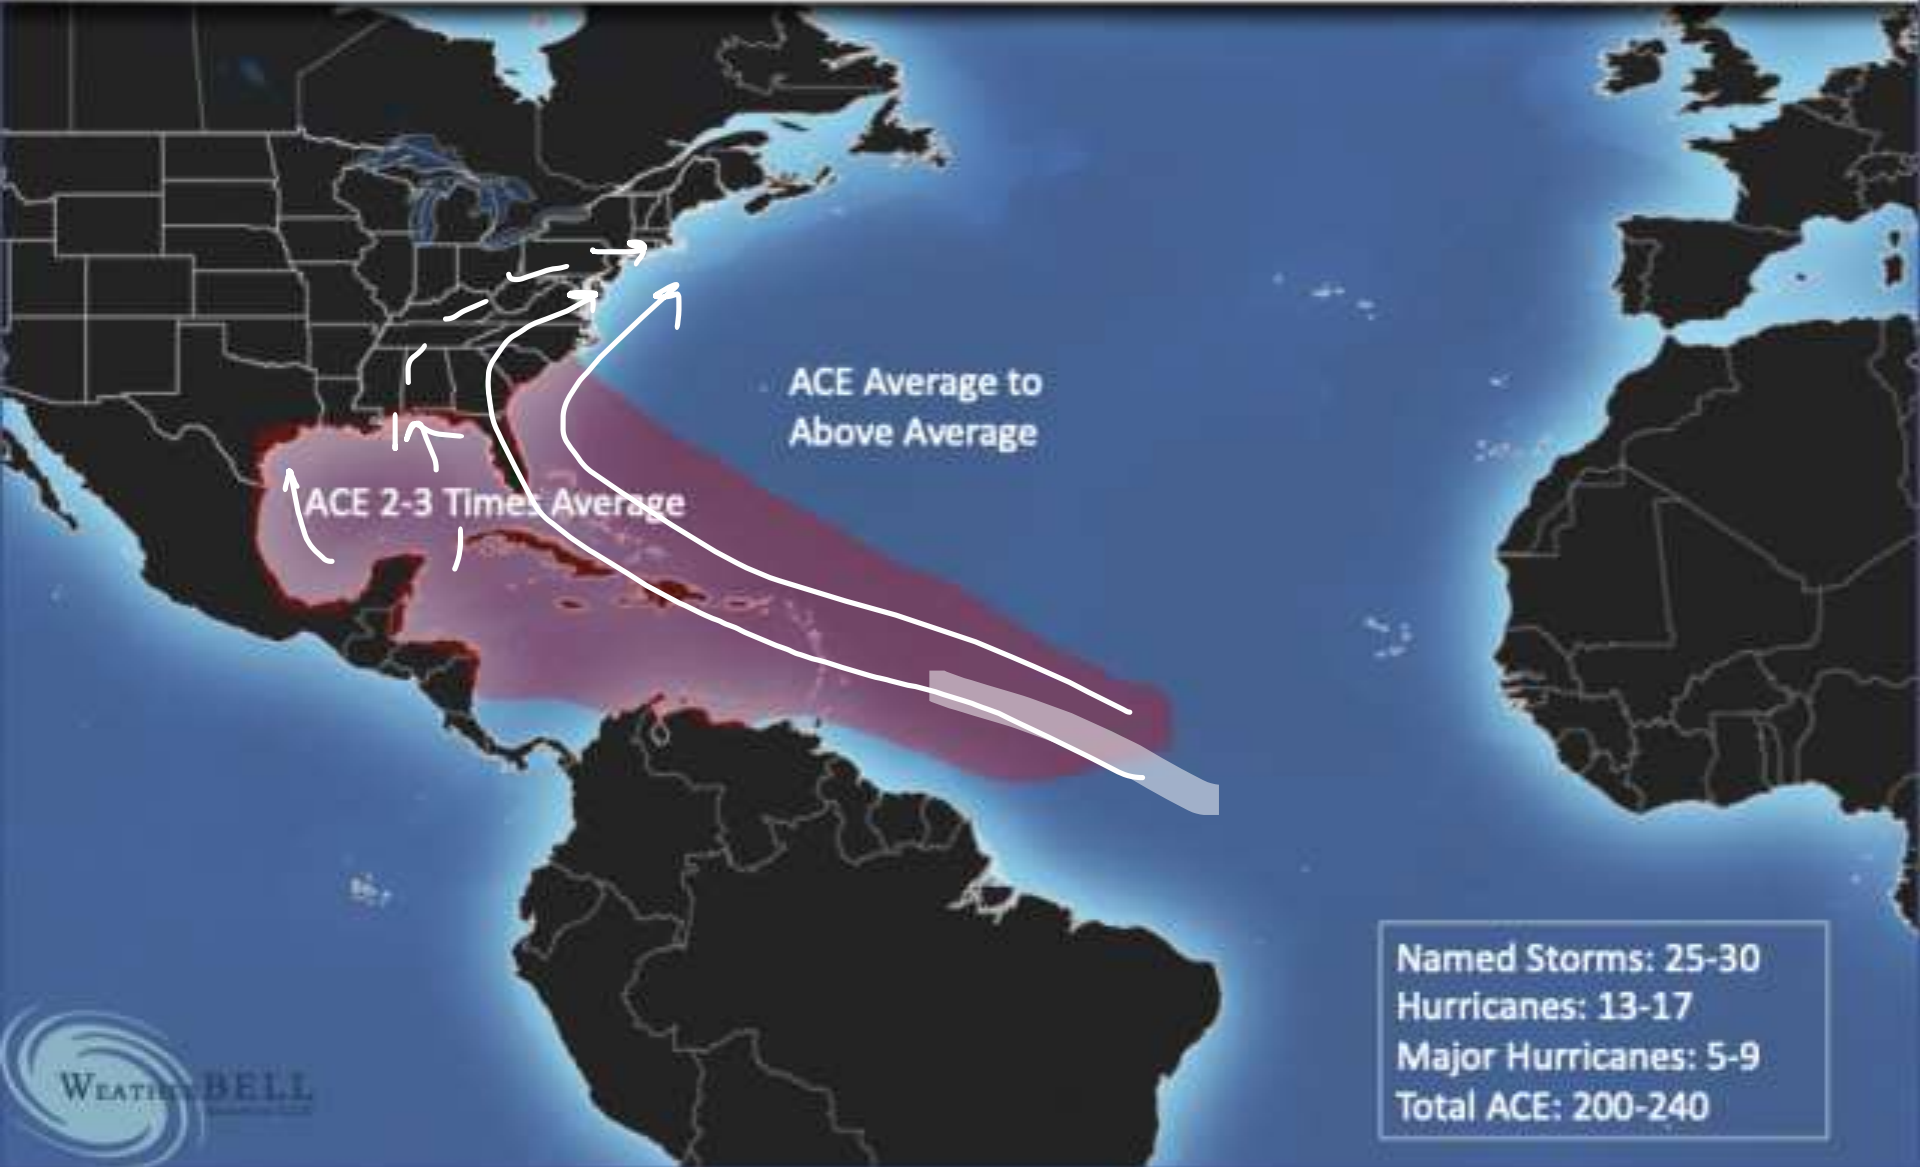 ACE Average to
Above Average
ACE 2-3 Times Average
Named Storms: 25-30
Hurricanes: 13-17
Major Hurricanes: 5-9
Total ACE: 200-240
WEATHERBELL